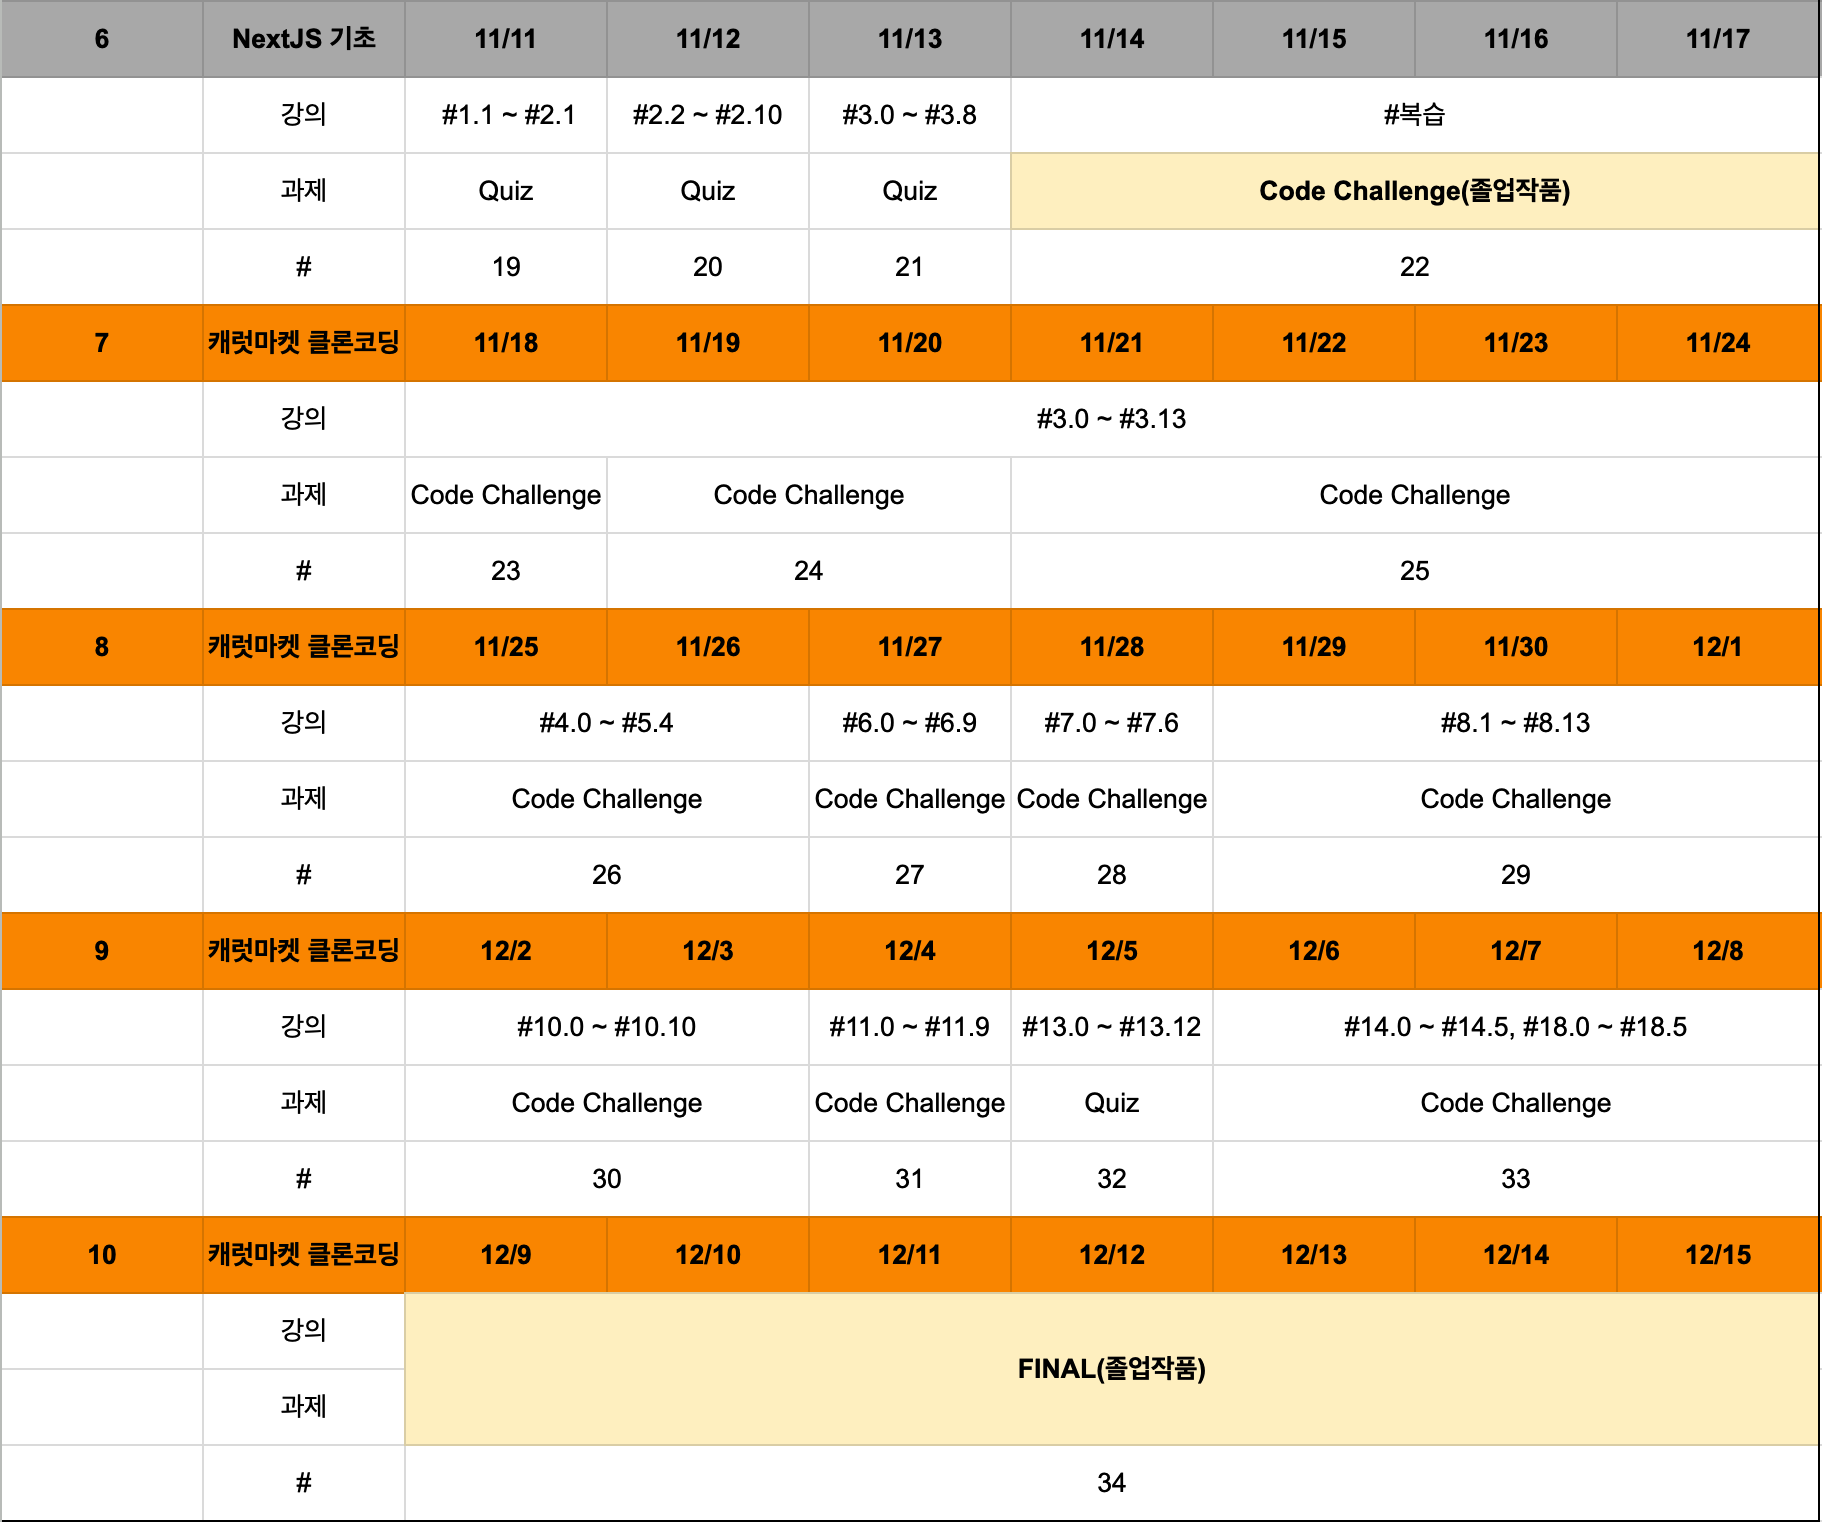 6 NextJS 기초 11/11 11/12 11/13 11/14 11/15 11/16 11/17
강의 #1.1 ~ #2.1 #2.2 ~ #2.10 #3.0 ~ #3.8 #복습
과제 Quiz Quiz Quiz Code Challenge(졸업작품)
# 19 20 21 22
7 캐럿마켓 클론코딩 11/18 11/19 11/20 11/21 11/22 11/23 11/24
강의 #3.0 ~ #3.13
과제 Code Challenge Code Challenge Code Challenge
# 23 24 25
8 캐럿마켓 클론코딩 11/25 11/26 11/27 11/28 11/29 11/30 12/1
강의 #4.0 ~ #5.4 #6.0 ~ #6.9 #7.0 ~ #7.6 #8.1 ~ #8.13
과제 Code Challenge Code Challenge Code Challenge Code Challenge
# 26 27 28 29
9 캐럿마켓 클론코딩 12/2 12/3 12/4 12/5 12/6 12/7 12/8
강의 #10.0 ~ #10.10 #11.0 ~ #11.9 #13.0 ~ #13.12 #14.0 ~ #14.5, #18.0 ~ #18.5
과제 Code Challenge Code Challenge Quiz Code Challenge
# 30 31 32 33
10 캐럿마켓 클론코딩 12/9 12/10 12/11 12/12 12/13 12/14 12/15
강의
FINAL(졸업작품)
과제
# 34